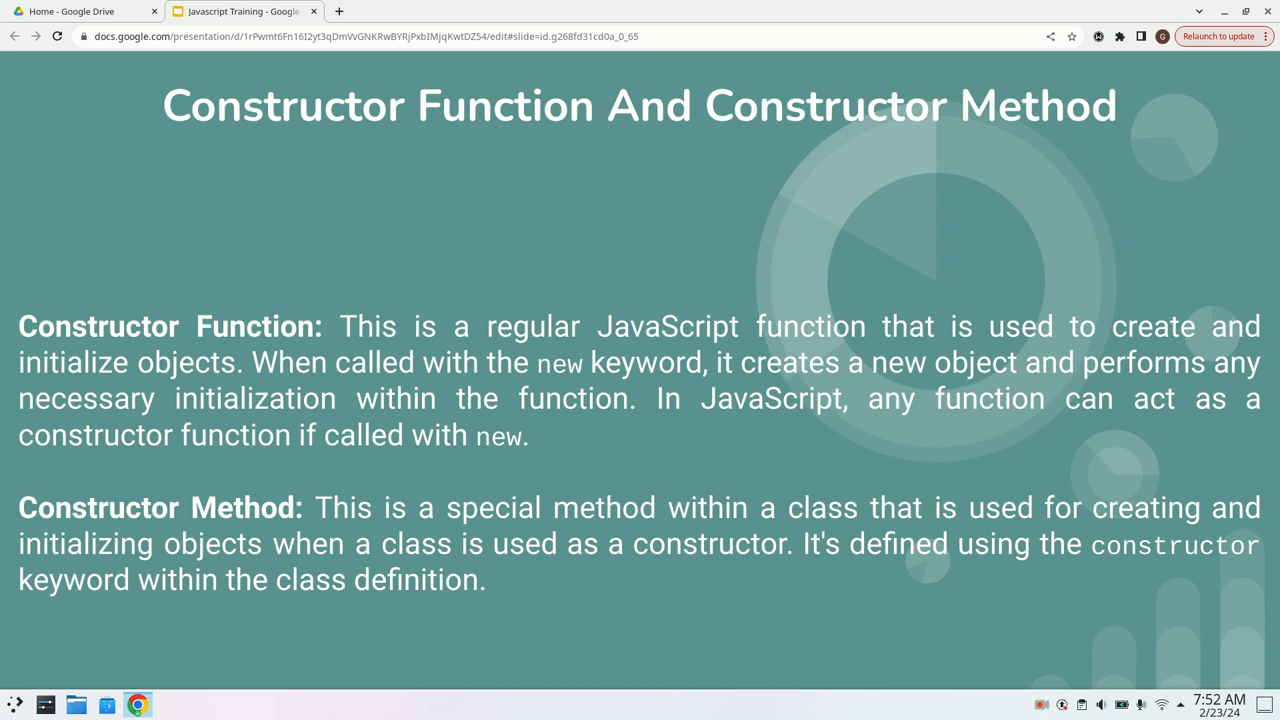 Home - Google Drive
Javascript Training - Google
docs.google.com/presentation/d/1rPwmt6Fn16I2yt3qDmVvGNKRwBYRjPxbIMjqKwtDZ54/edit#slide=id.g268fd31cd0a_0_65
G
Relaunch to update
Constructor Function And Constructor Method
Constructor Function: This is a regular JavaScript function that is used to create and
initialize objects. When called with the new keyword, it creates a new object and performs any
necessary initialization within the function. In JavaScript, any function can act as a
constructor function if called with new.
Constructor Method: This is a special method within a class that is used for creating and
initializing objects when a class is used as a constructor. It's defined using the constructor
keyword within the class definition.
7:52 AM
2/23/24